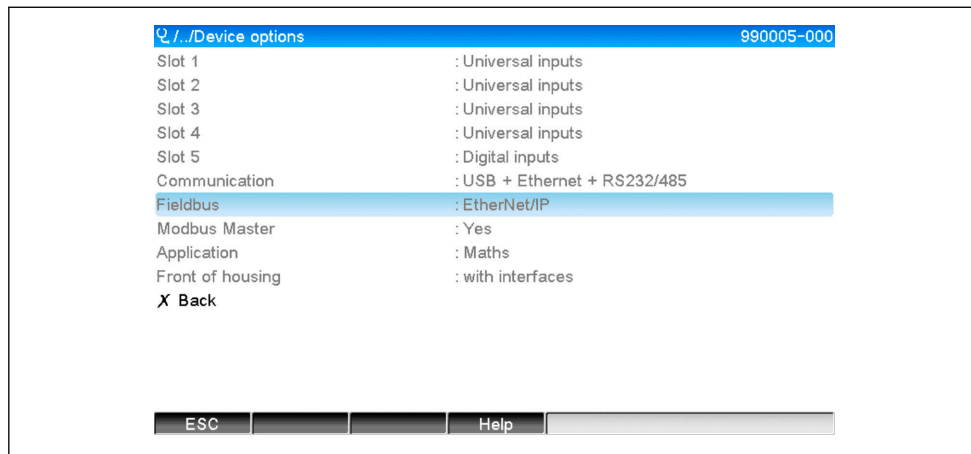 /../Device options 990005-000
Slot 1 : Universal inputs
Slot 2 : Universal inputs
Slot 3 : Universal inputs
Slot 4 : Universal inputs
Slot 5 : Digital inputs
Communication : USB + Ethernet + RS232/485
Fieldbus : EtherNet/IP
Modbus Master : Yes
Application : Maths
Front of housing : with interfaces
X Back
ESC Help